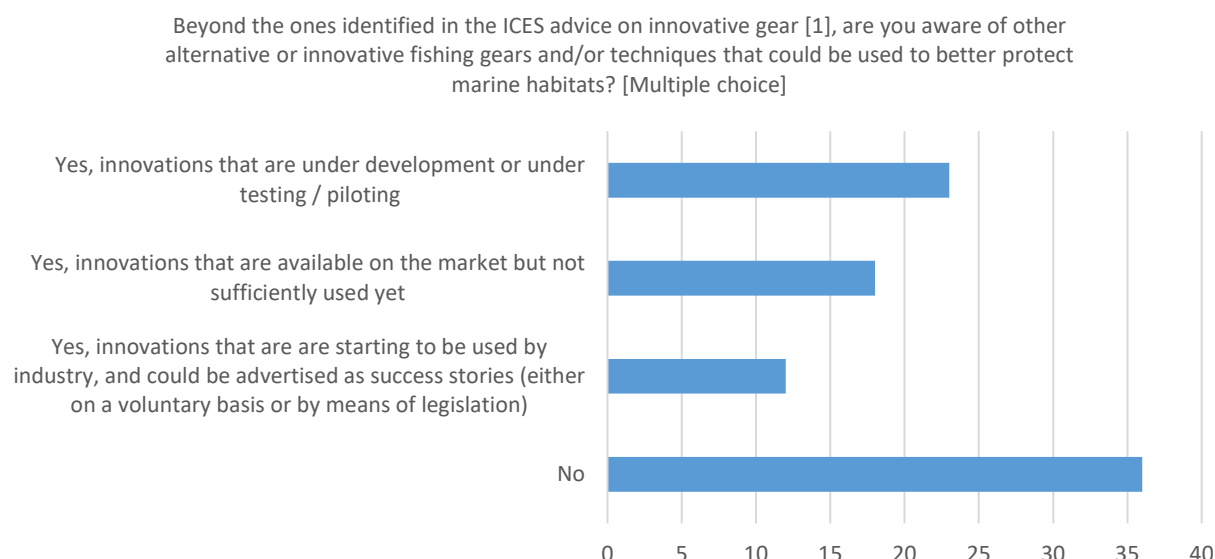 Beyond the ones identified in the ICES advice on innovative gear [1], are you aware of other
alternative or innovative fishing gears and/or techniques that could be used to better protect
marine habitats? [Multiple choice]
Yes, innovations that are under development or under
testing / piloting
Yes, innovations that are available on the market but not
sufficiently used yet
Yes, innovations that are are starting to be used by
industry, and could be advertised as success stories (either
on a voluntary basis or by means of legislation)
No
0 5 10 15 20 25 30 35 40